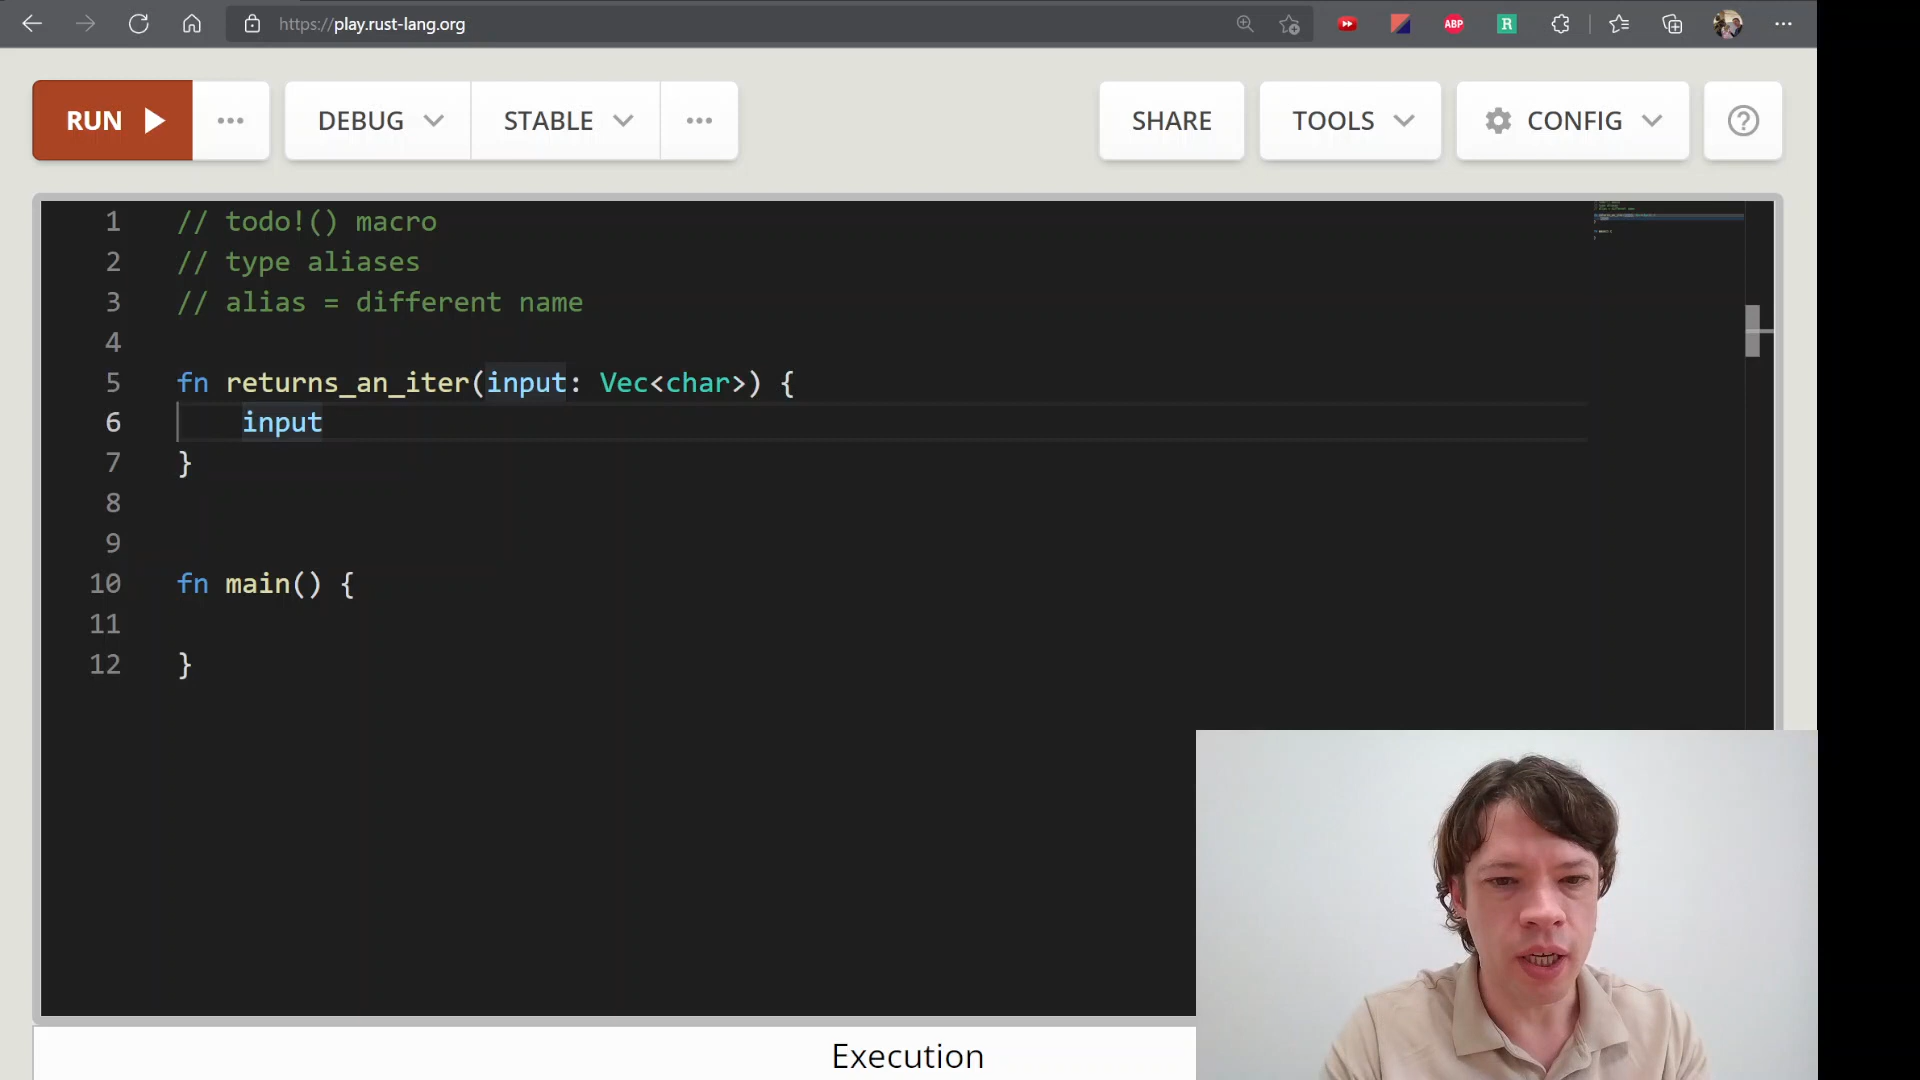 https://play.rust-lang.org
ABP
R
RUN
DEBUG
STABLE
SHARE
TOOLS
CONFIG
1 // todo!() macro
2 // type aliases
3 // alias = different name
4
5 fn returns_an_iter(input: Vec<char>) {
6     input
7 }
8
9
10 fn main() {
11
12 }
Execution